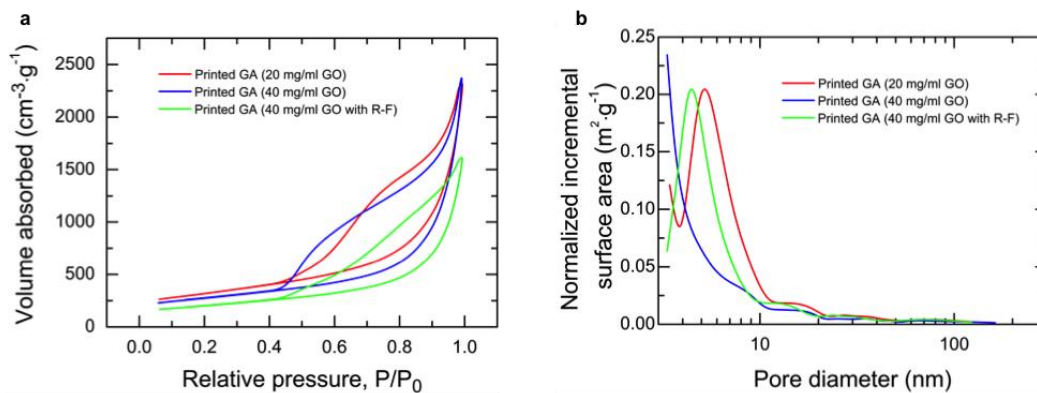 a
Volume absorbed (cm⁻³·g⁻¹)
2500
2000
1500
1000
500
0
Printed GA (20 mg/ml GO)
Printed GA (40 mg/ml GO)
Printed GA (40 mg/ml GO with R-F)
0.0 0.2 0.4 0.6 0.8 1.0
Relative pressure, P/P₀
b
Normalized incremental
surface area (m²·g⁻¹)
0.25
0.20
0.15
0.10
0.05
0.00
Printed GA (20 mg/ml GO)
Printed GA (40 mg/ml GO)
Printed GA (40 mg/ml GO with R-F)
10 100
Pore diameter (nm)